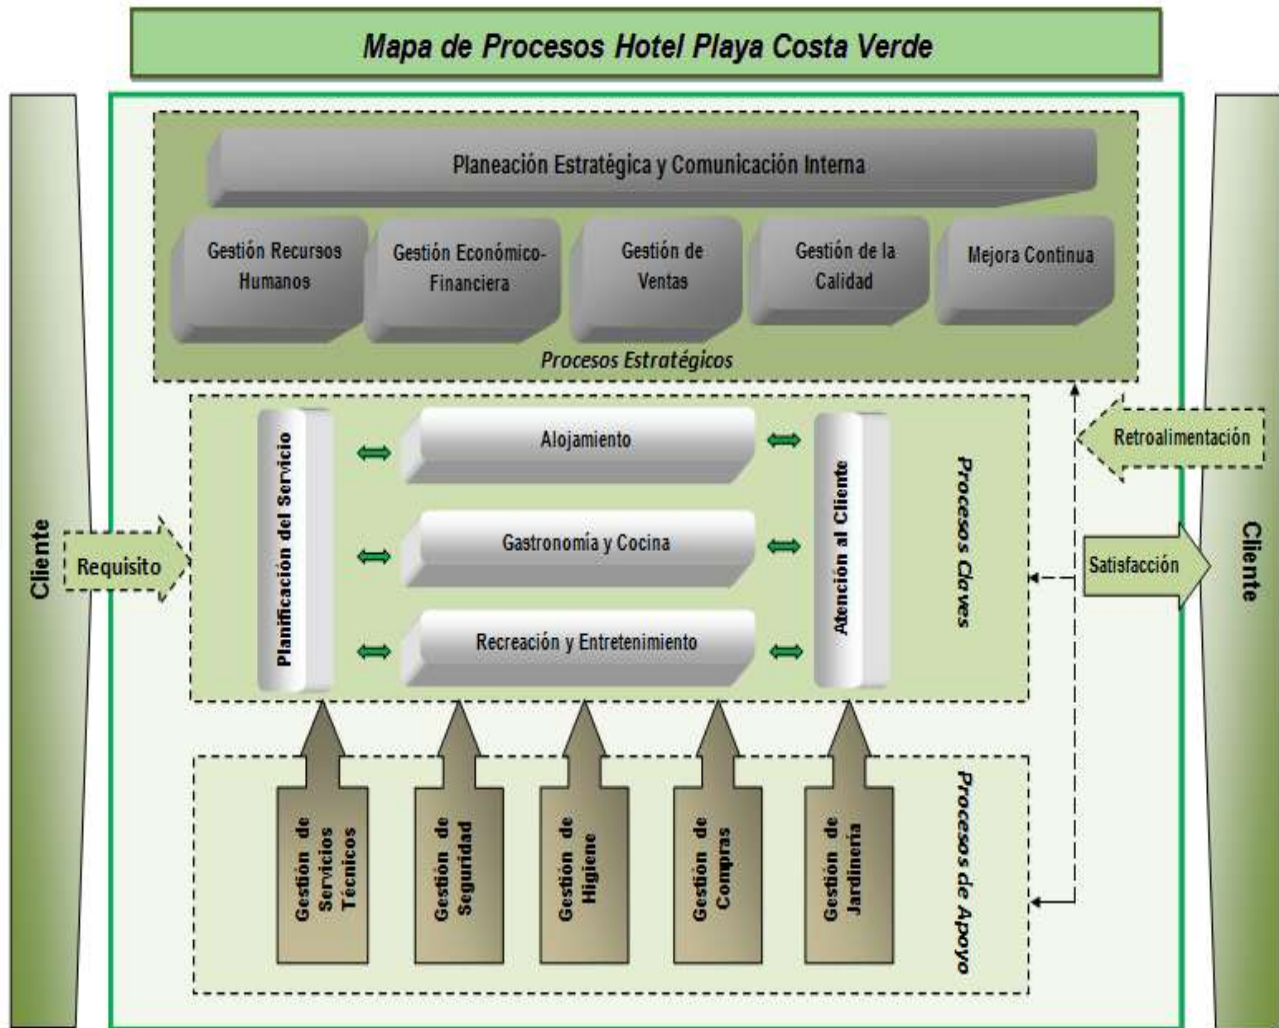 Mapa de Procesos Hotel Playa Costa Verde
Planeación Estratégica y Comunicación Interna
Gestión Recursos
Humanos
Gestión Económico-
Financiera
Gestión de
Ventas
Gestión de la
Calidad
Mejora Continua
Procesos Estratégicos
Cliente
Requisito
Planificación del Servicio
Alojamiento
Gastronomía y Cocina
Recreación y Entretenimiento
Atención al Cliente
Procesos Claves
Retroalimentación
Satisfacción
Cliente
Gestión de
Servicios
Técnicos
Gestión de
Seguridad
Gestión de
Higiene
Gestión de
Compras
Gestión de
Jardinería
Procesos de Apoyo